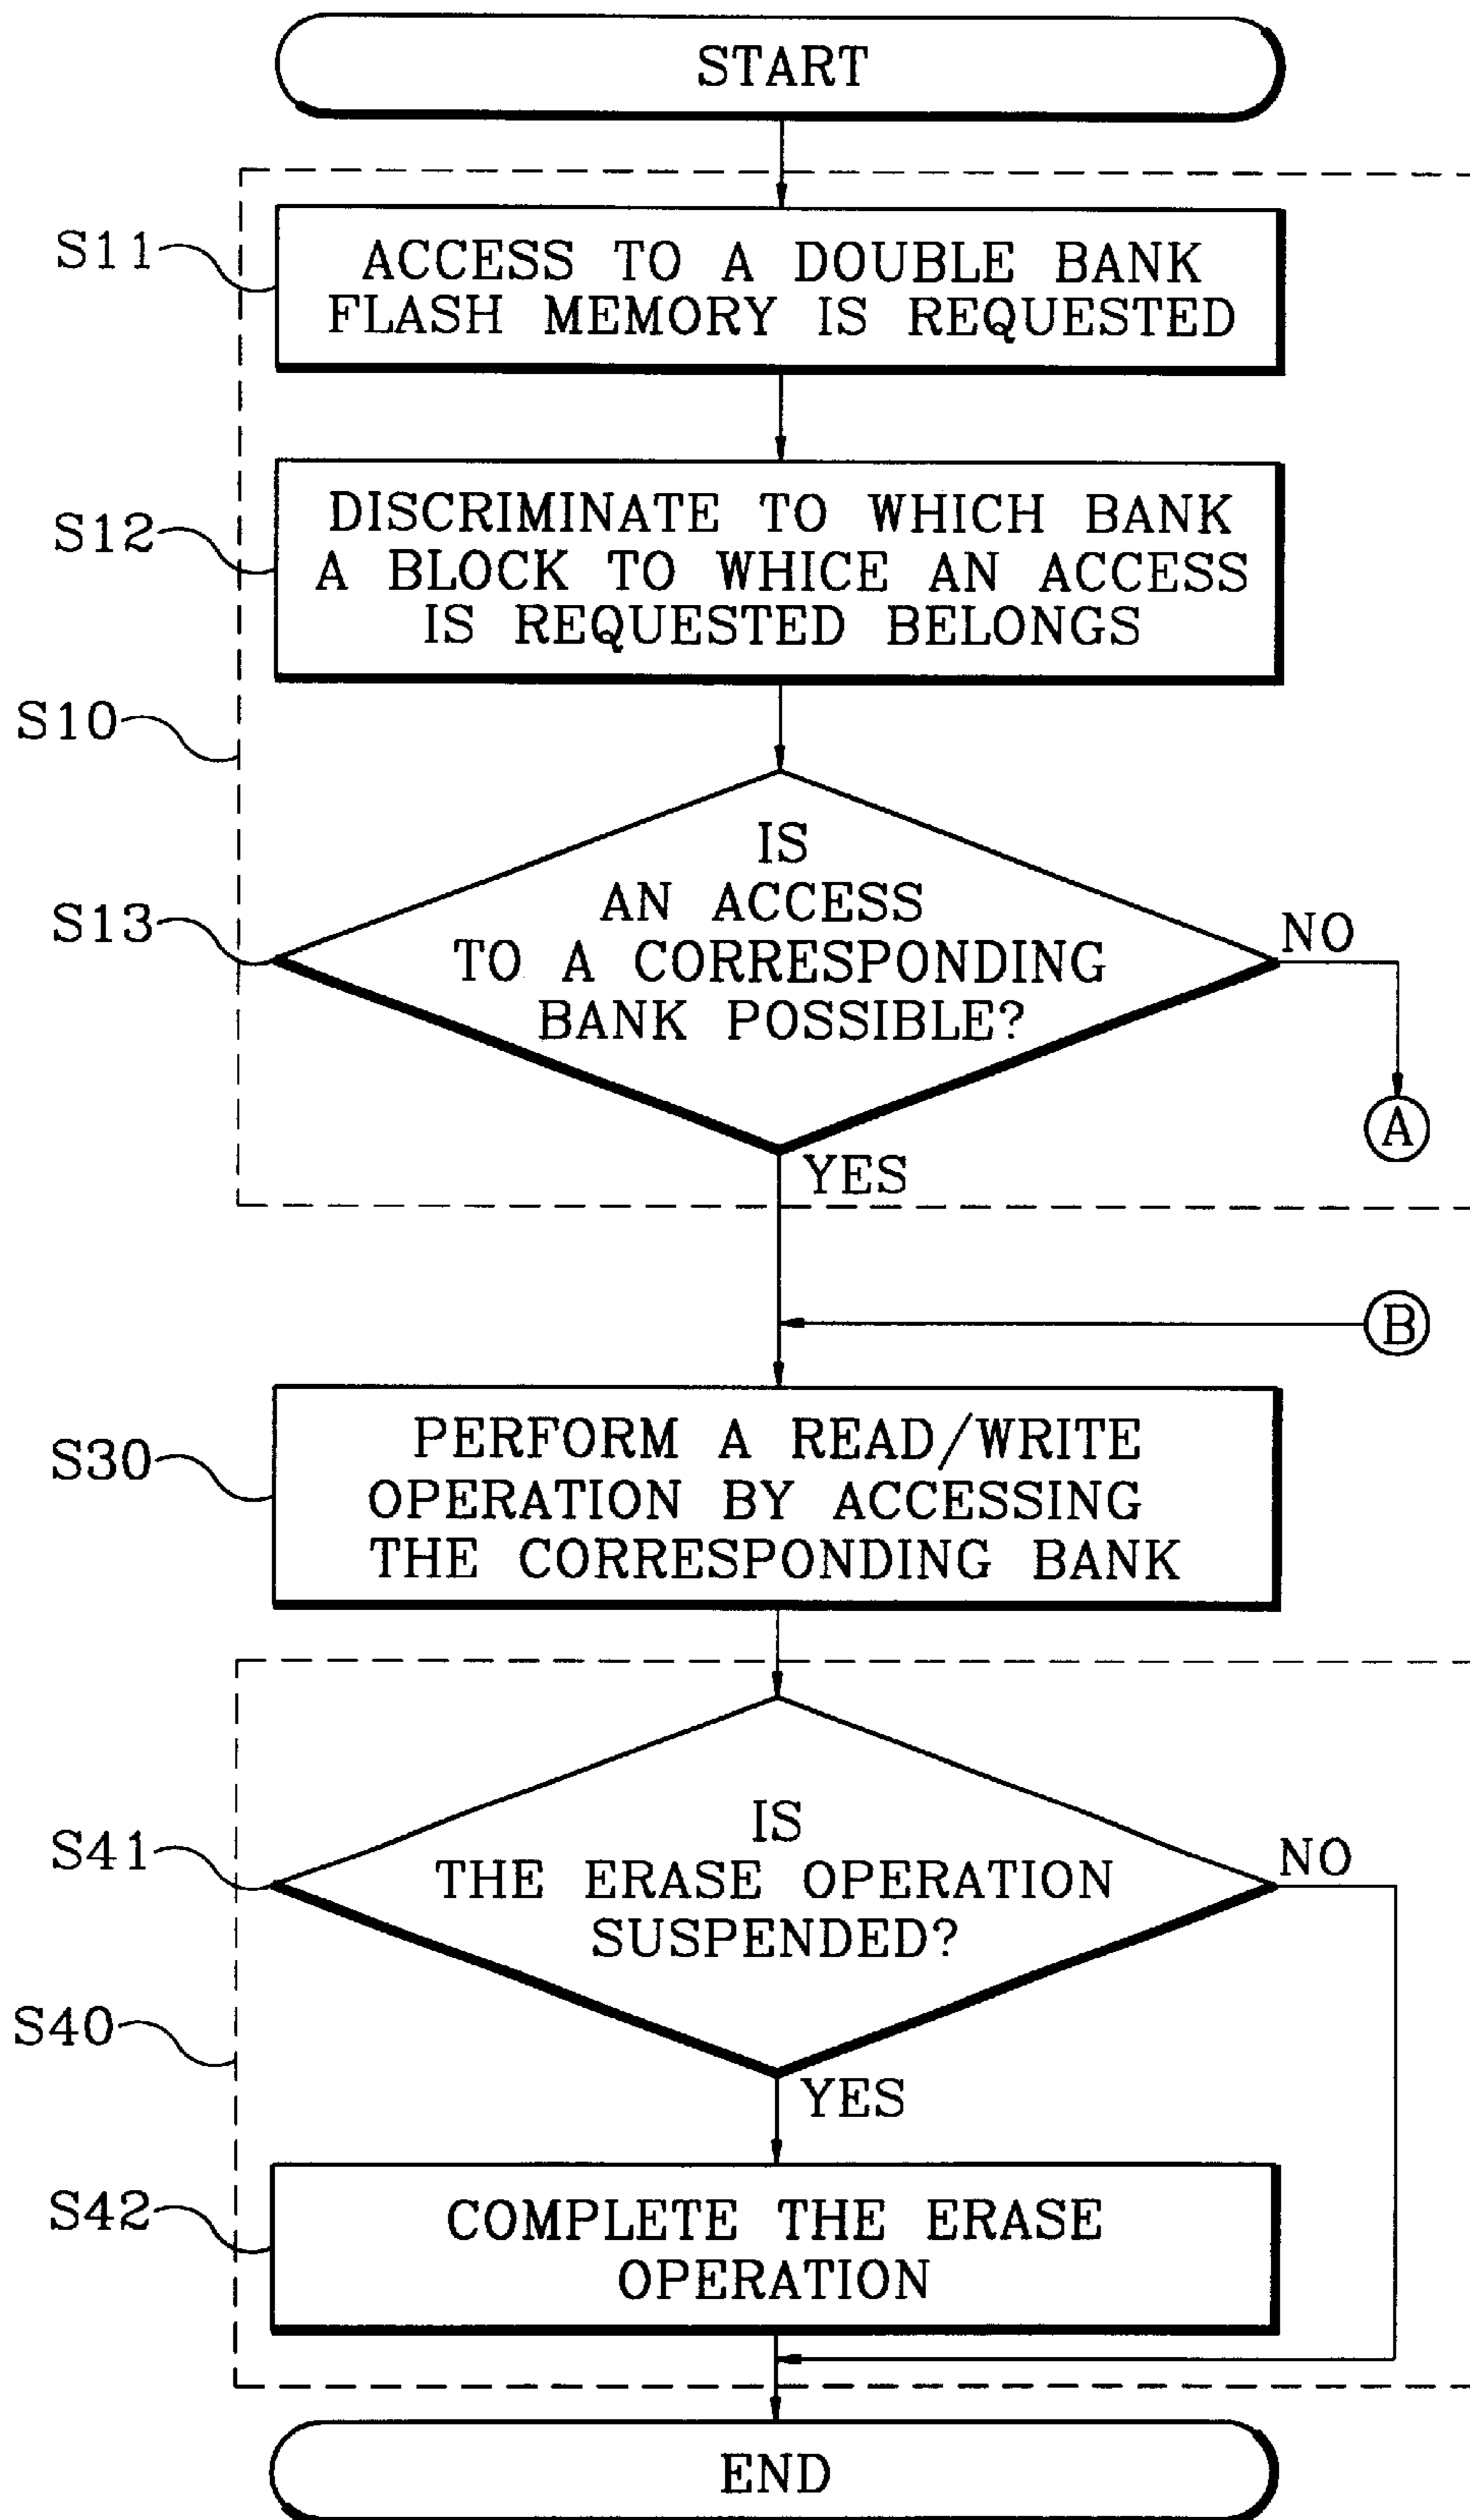 START
S11
ACCESS TO A DOUBLE BANK
FLASH MEMORY IS REQUESTED
S12
DISCRIMINATE TO WHICH BANK
A BLOCK TO WHICE AN ACCESS
IS REQUESTED BELONGS
S10
S13
IS
AN ACCESS
TO A CORRESPONDING
BANK POSSIBLE?
NO
A
YES
B
S30
PERFORM A READ/WRITE
OPERATION BY ACCESSING
THE CORRESPONDING BANK
S41
IS
THE ERASE OPERATION
SUSPENDED?
NO
S40
YES
S42
COMPLETE THE ERASE
OPERATION
END